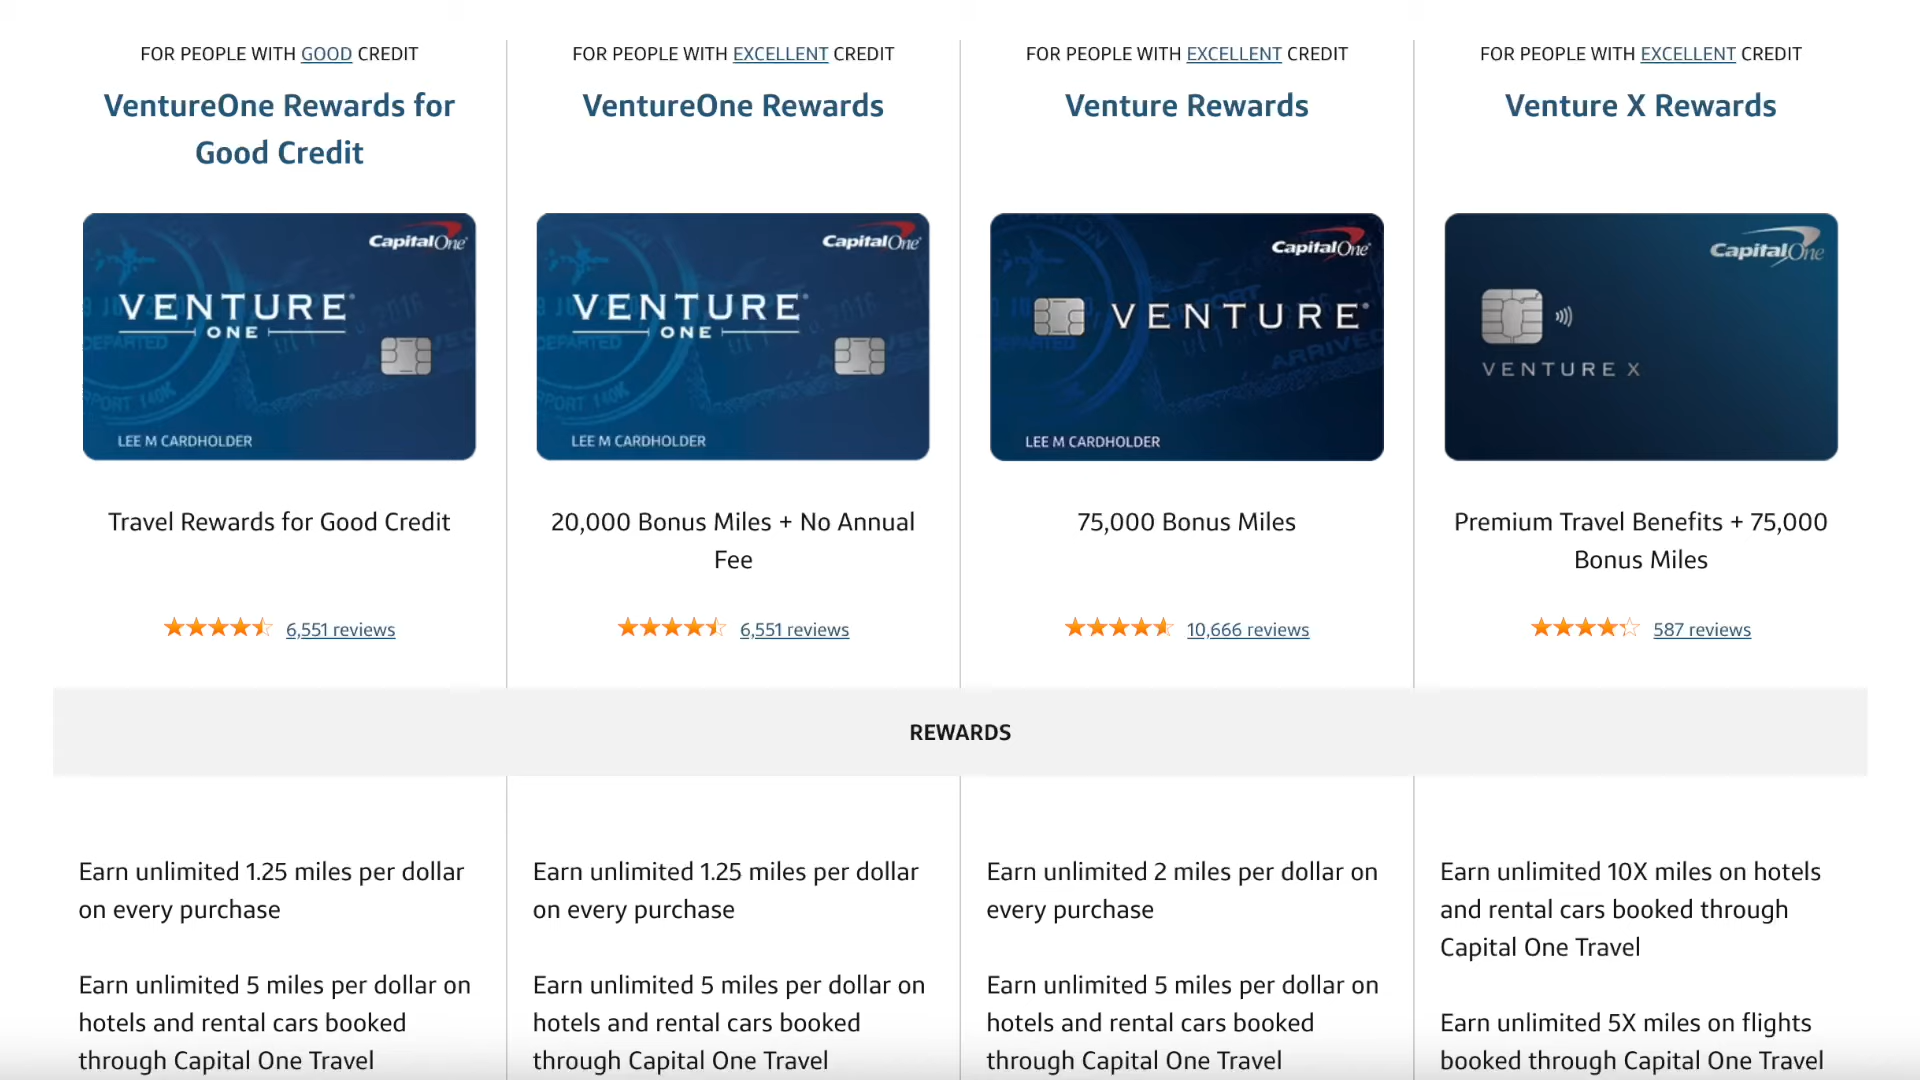 FOR PEOPLE WITH GOOD CREDIT
VentureOne Rewards for
Good Credit
CapitalOne®
VENTURE®
ONE
LEE M CARDHOLDER
Travel Rewards for Good Credit
6,551 reviews
FOR PEOPLE WITH EXCELLENT CREDIT
VentureOne Rewards
CapitalOne®
VENTURE®
ONE
LEE M CARDHOLDER
20,000 Bonus Miles + No Annual
Fee
6,551 reviews
FOR PEOPLE WITH EXCELLENT CREDIT
Venture Rewards
CapitalOne®
VENTURE®
ARRIVED
LEE M CARDHOLDER
75,000 Bonus Miles
10,666 reviews
FOR PEOPLE WITH EXCELLENT CREDIT
Venture X Rewards
CapitalOne
VENTURE X
Premium Travel Benefits + 75,000
Bonus Miles
587 reviews
REWARDS
Earn unlimited 1.25 miles per dollar
on every purchase
Earn unlimited 5 miles per dollar on
hotels and rental cars booked
through Capital One Travel
Earn unlimited 1.25 miles per dollar
on every purchase
Earn unlimited 5 miles per dollar on
hotels and rental cars booked
through Capital One Travel
Earn unlimited 2 miles per dollar on
every purchase
Earn unlimited 5 miles per dollar on
hotels and rental cars booked
through Capital One Travel
Earn unlimited 10X miles on hotels
and rental cars booked through
Capital One Travel
Earn unlimited 5X miles on flights
booked through Capital One Travel